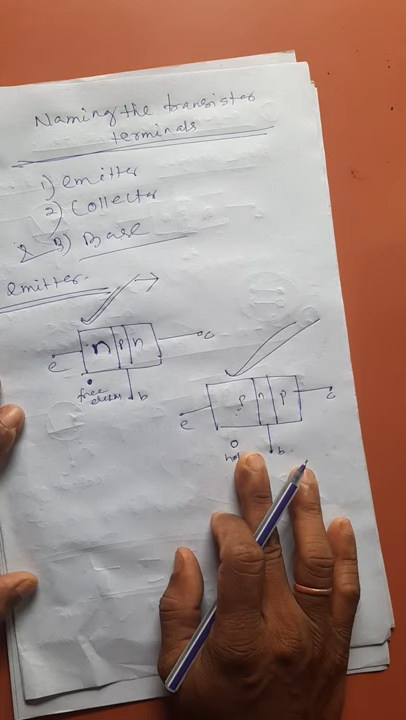 Naming the transistor
terminals
1) emitter
2) Collector
& 3) Base
emitter.
n p n
e
c
b
free
p n p
e
c
b